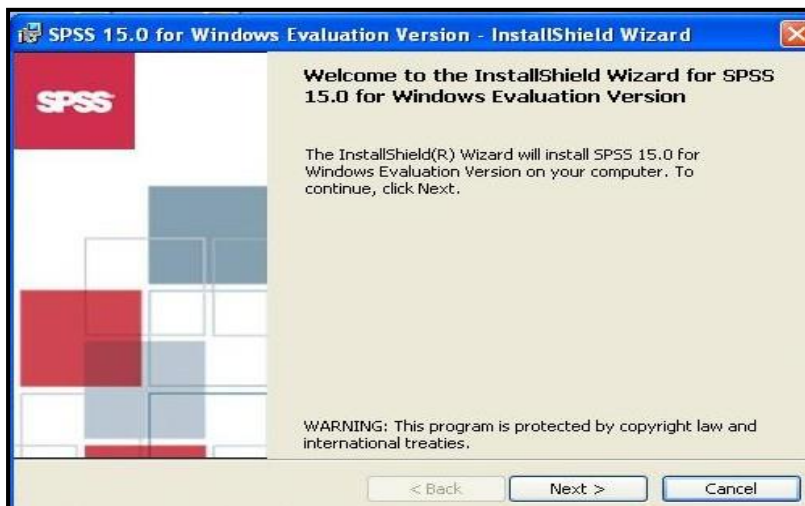 SPSS 15.0 for Windows Evaluation Version - InstallShield Wizard
SPSS
Welcome to the InstallShield Wizard for SPSS
15.0 for Windows Evaluation Version
The InstallShield(R) Wizard will install SPSS 15.0 for
Windows Evaluation Version on your computer. To
continue, click Next.
WARNING: This program is protected by copyright law and
international treaties.
< Back
Next >
Cancel